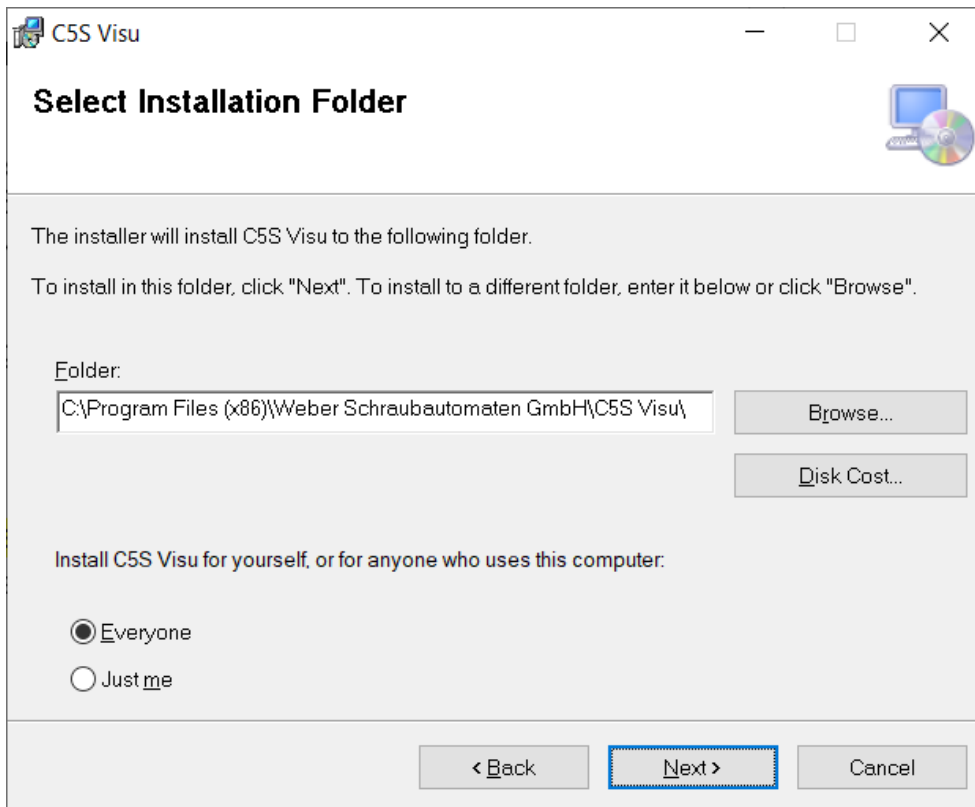 C5S Visu
Select Installation Folder
The installer will install C5S Visu to the following folder.
To install in this folder, click "Next". To install to a different folder, enter it below or click "Browse".
Folder:
C:\Program Files (x86)\Weber Schraubautomaten GmbH\C5S Visu\
Browse...
Disk Cost...
Install C5S Visu for yourself, or for anyone who uses this computer:
Everyone
Just me
< Back
Next >
Cancel